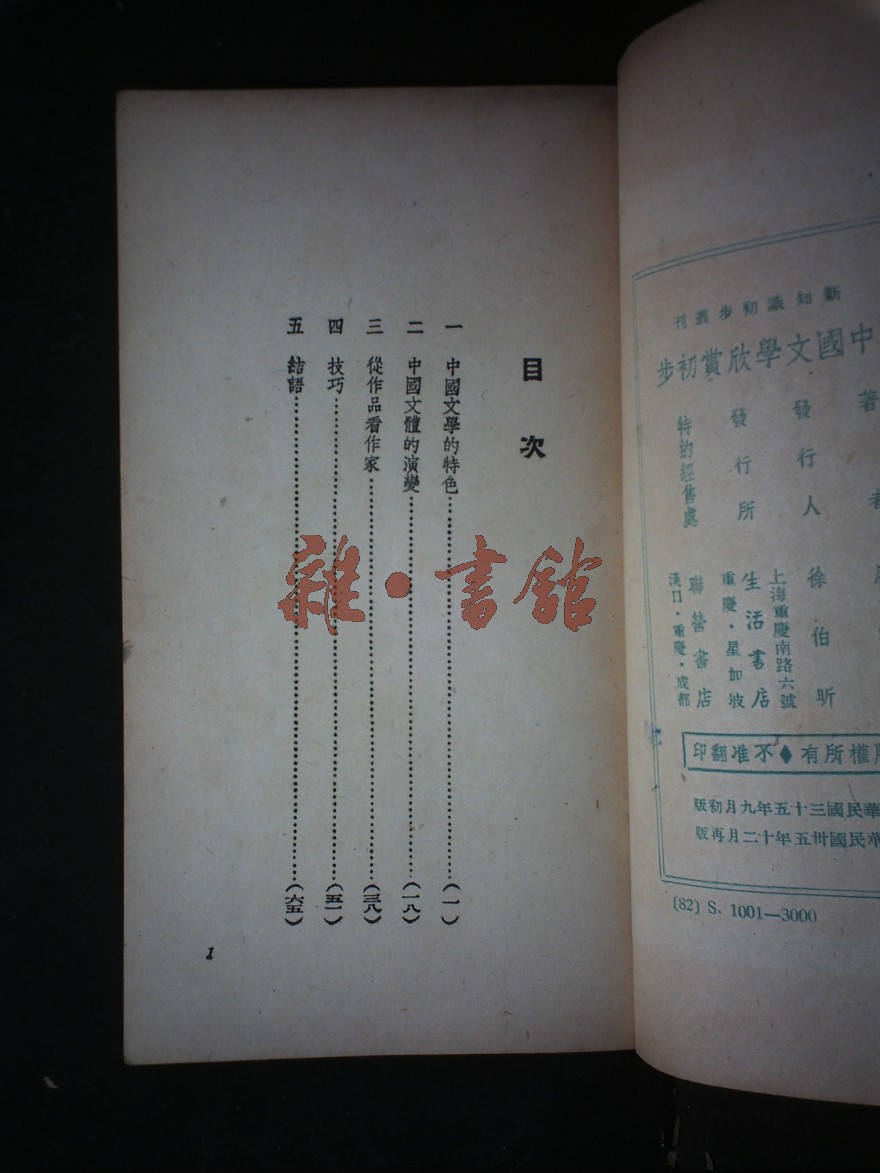 目次
一 中國文學的特色……(一)
二 中國文體的演變……(一八)
三 從作品看作家……(三八)
四 技巧……(五一)
五 結語……(六五)
1
雜·書館
新知識初步叢刊
中國文學欣賞初步
著 者
發行人 徐伯昕
上海重慶南路六號
發行所 生活書店
重慶·星加坡
特約經售處 聯營書店
漢口·重慶·成都
權所有◆不准翻印
華民國三十五年九月初版
華民國卅五年十二月再版
[82] S. 1001—3000